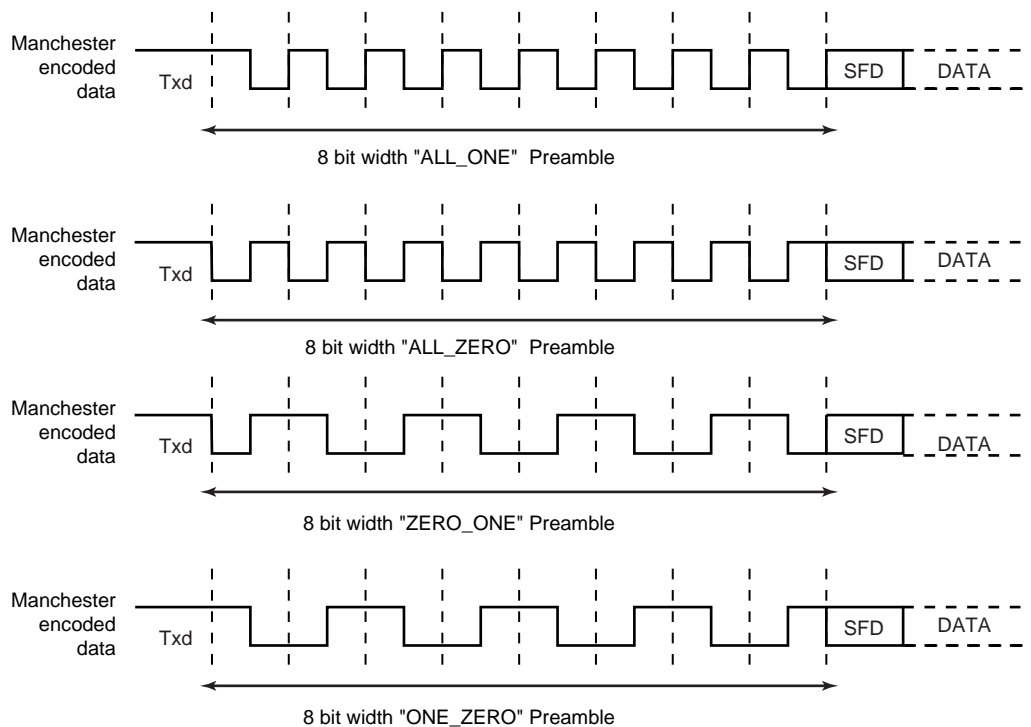 Manchester
encoded
data
Txd
SFD
DATA
8 bit width "ALL_ONE" Preamble
Manchester
encoded
data
Txd
SFD
DATA
8 bit width "ALL_ZERO" Preamble
Manchester
encoded
data
Txd
SFD
DATA
8 bit width "ZERO_ONE" Preamble
Manchester
encoded
data
Txd
SFD
DATA
8 bit width "ONE_ZERO" Preamble